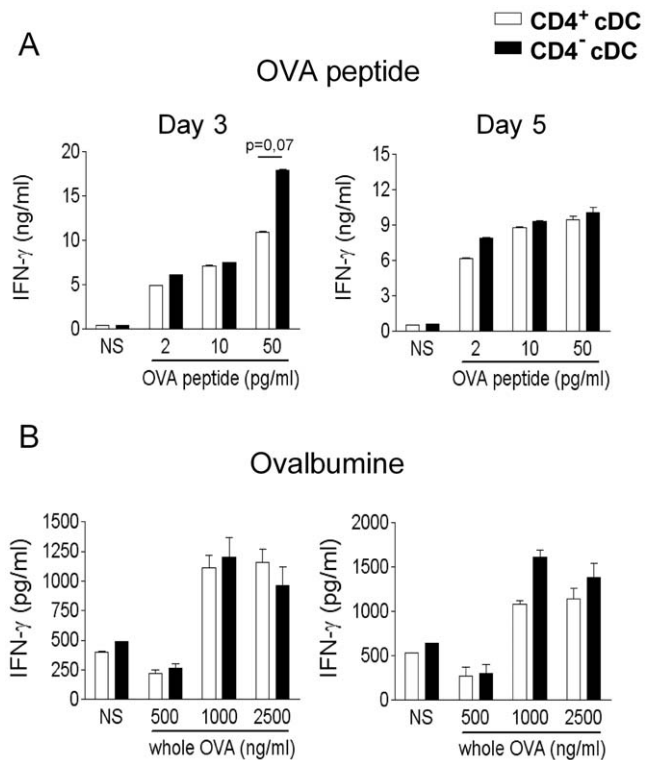 CD4⁺ cDC
CD4⁻ cDC
A
OVA peptide
Day 3
Day 5
p=0,07
IFN-γ (ng/ml)
20
15
10
5
0
NS 2 10 50
OVA peptide (pg/ml)
IFN-γ (ng/ml)
15
12
9
6
3
0
NS 2 10 50
OVA peptide (pg/ml)
B
Ovalbumine
IFN-γ (pg/ml)
1500
1250
1000
750
500
250
0
NS 500 1000 2500
whole OVA (ng/ml)
IFN-γ (pg/ml)
2000
1500
1000
500
0
NS 500 1000 2500
whole OVA (ng/ml)